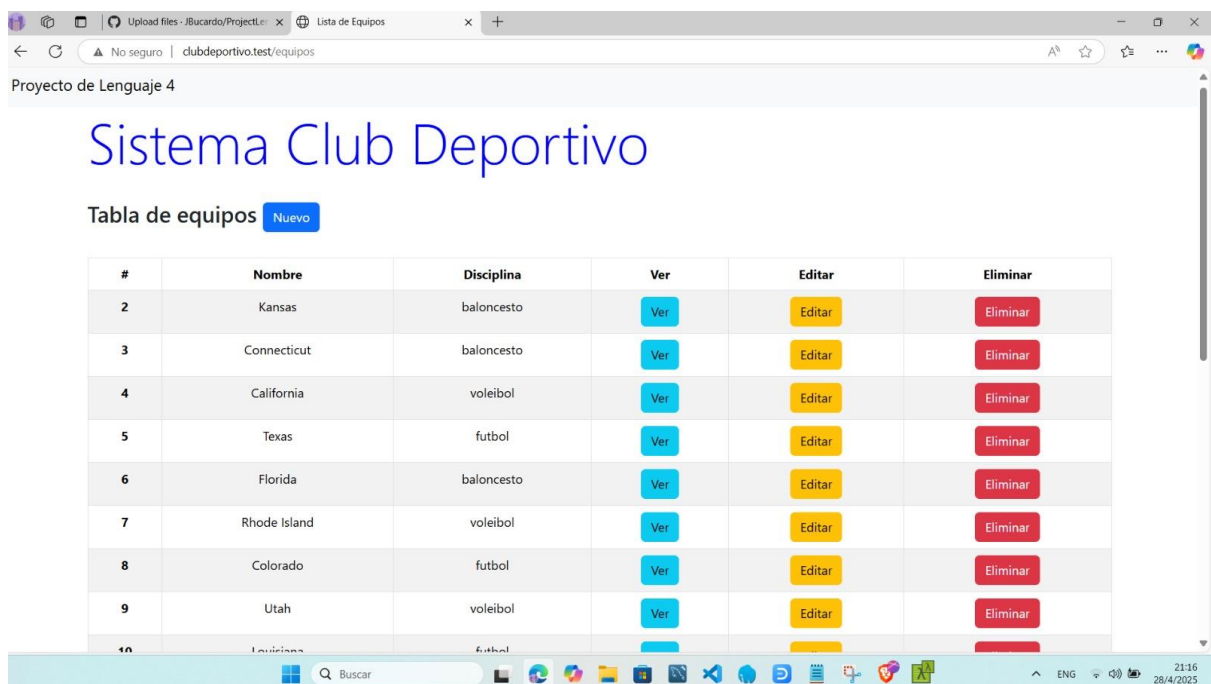 Upload files · JBucardo/ProjectLer
Lista de Equipos
No seguro | clubdeportivo.test/equipos
Proyecto de Lenguaje 4
Sistema Club Deportivo
Tabla de equipos Nuevo
# Nombre Disciplina Ver Editar Eliminar
2 Kansas baloncesto Ver Editar Eliminar
3 Connecticut baloncesto Ver Editar Eliminar
4 California voleibol Ver Editar Eliminar
5 Texas futbol Ver Editar Eliminar
6 Florida baloncesto Ver Editar Eliminar
7 Rhode Island voleibol Ver Editar Eliminar
8 Colorado futbol Ver Editar Eliminar
9 Utah voleibol Ver Editar Eliminar
10 Louisiana futbol
Buscar
ENG
21:16
28/4/2025